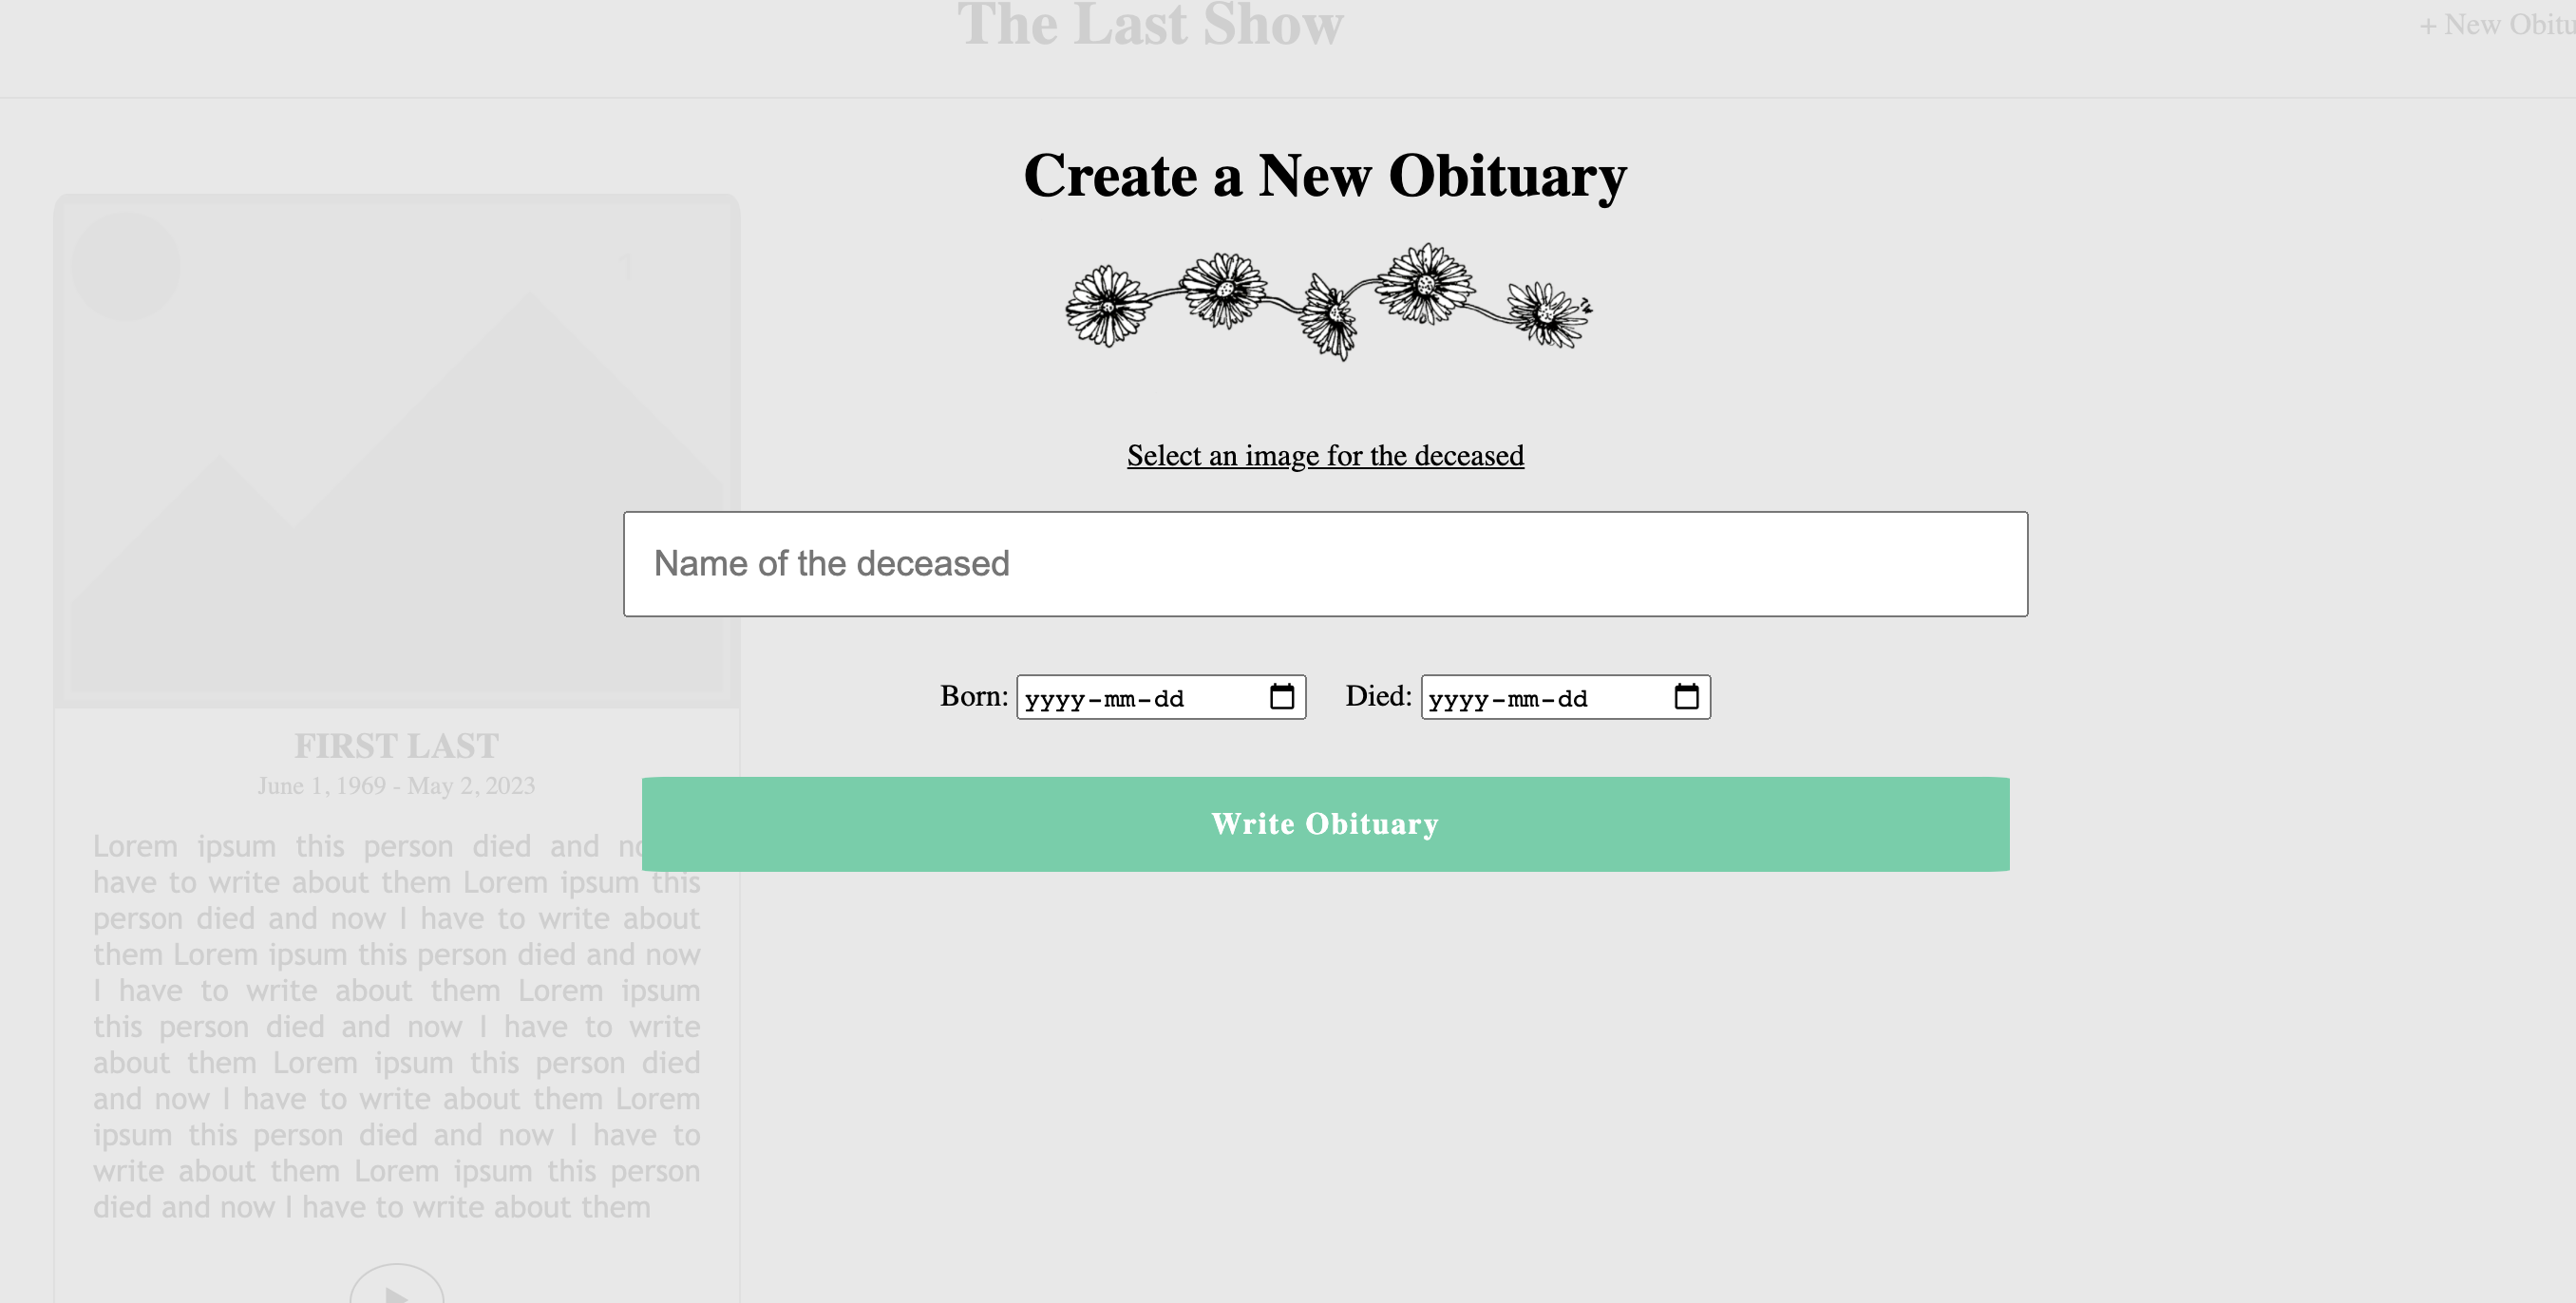 The Last Show
+ New Obitu
Create a New Obituary
1
Select an image for the deceased
Name of the deceased
Born: yyyy-mm-dd Died: yyyy-mm-dd
Write Obituary
FIRST LAST
June 1, 1969 - May 2, 2023
Lorem ipsum this person died and
have to write about them Lorem ipsum this
person died and now I have to write about
them Lorem ipsum this person died and now
I have to write about them Lorem ipsum
this person died and now I have to write
about them Lorem ipsum this person died
and now I have to write about them Lorem
ipsum this person died and now I have to
write about them Lorem ipsum this person
died and now I have to write about them